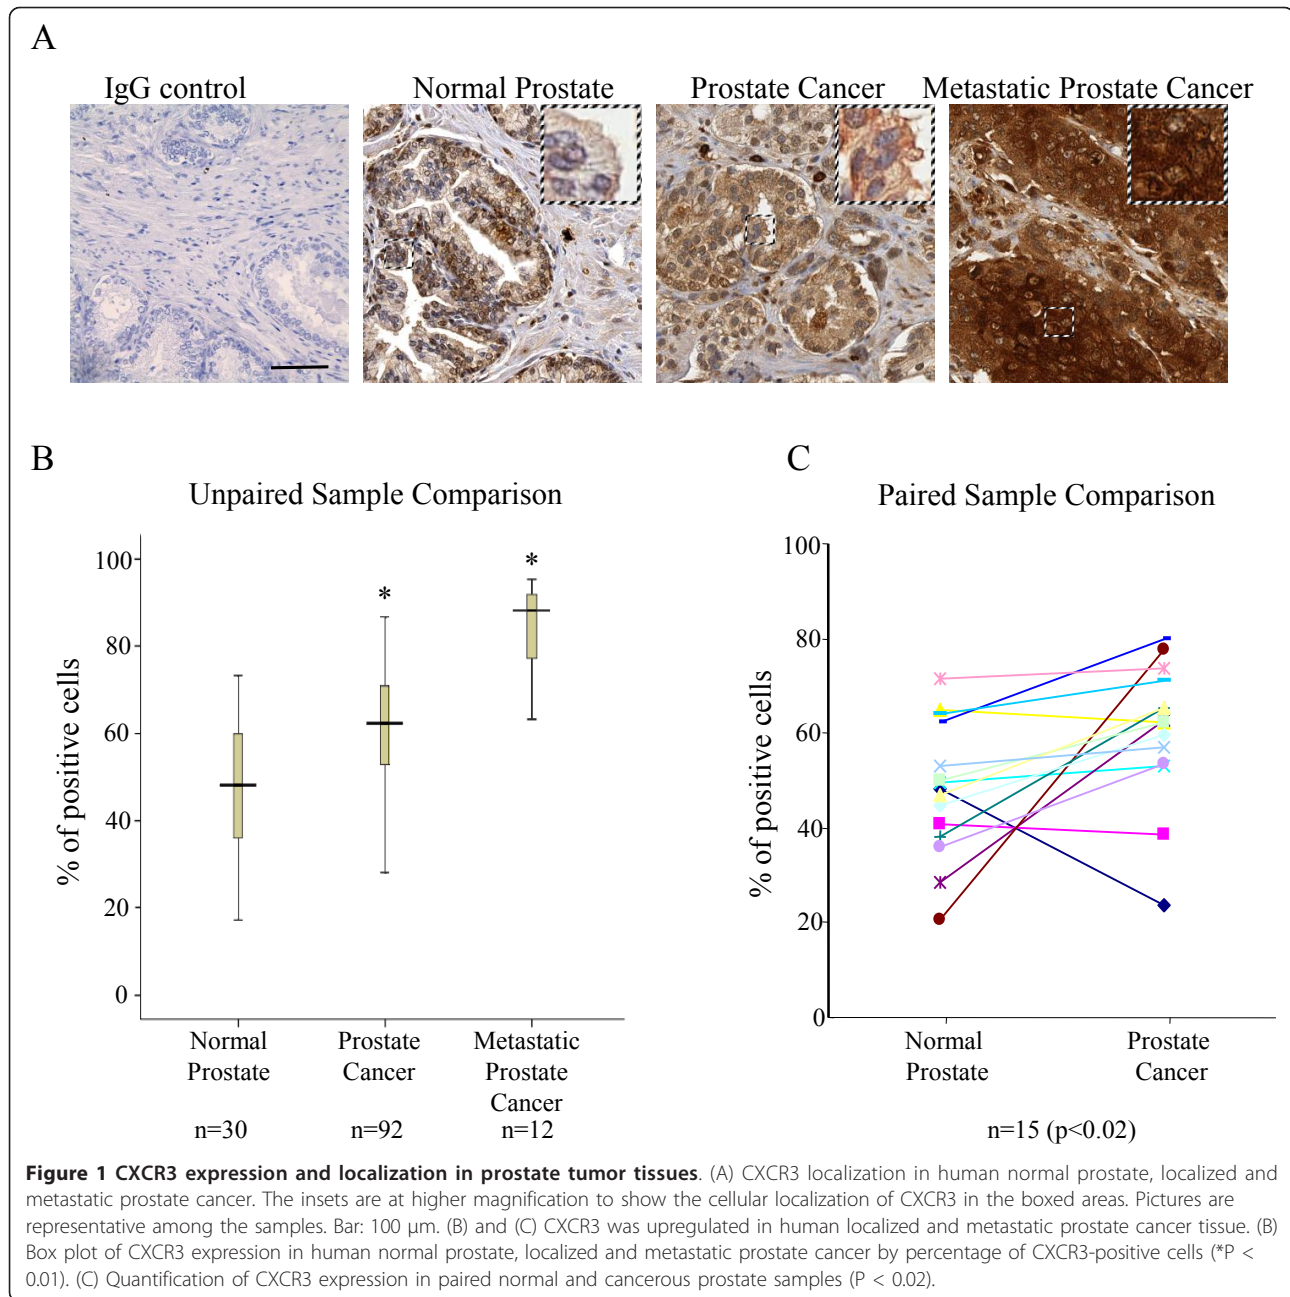 A
IgG control
Normal Prostate
Prostate Cancer
Metastatic Prostate Cancer
B
Unpaired Sample Comparison
% of positive cells
100
80
60
40
20
0
*
*
Normal
Prostate
Prostate
Cancer
Metastatic
Prostate
Cancer
n=30
n=92
n=12
C
Paired Sample Comparison
% of positive cells
100
80
60
40
20
0
Normal
Prostate
Prostate
Cancer
n=15 (p<0.02)
Figure 1 CXCR3 expression and localization in prostate tumor tissues. (A) CXCR3 localization in human normal prostate, localized and
metastatic prostate cancer. The insets are at higher magnification to show the cellular localization of CXCR3 in the boxed areas. Pictures are
representative among the samples. Bar: 100 μm. (B) and (C) CXCR3 was upregulated in human localized and metastatic prostate cancer tissue. (B)
Box plot of CXCR3 expression in human normal prostate, localized and metastatic prostate cancer by percentage of CXCR3-positive cells (*P <
0.01). (C) Quantification of CXCR3 expression in paired normal and cancerous prostate samples (P < 0.02).